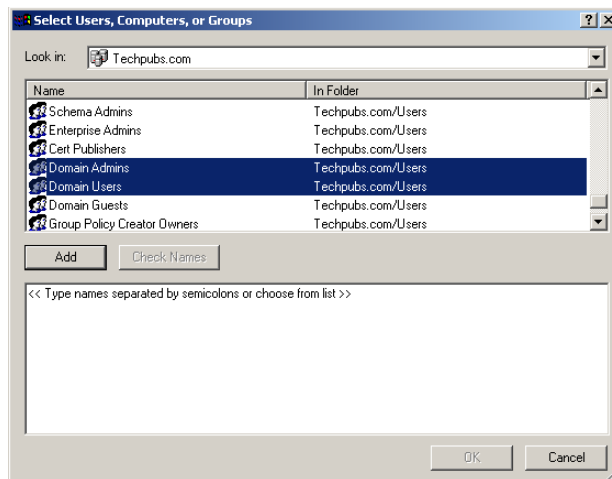 Select Users, Computers, or Groups
Look in: Techpubs.com
Name In Folder
Schema Admins Techpubs.com/Users
Enterprise Admins Techpubs.com/Users
Cert Publishers Techpubs.com/Users
Domain Admins Techpubs.com/Users
Domain Users Techpubs.com/Users
Domain Guests Techpubs.com/Users
Group Policy Creator Owners Techpubs.com/Users
Add Check Names
<< Type names separated by semicolons or choose from list >>
OK Cancel